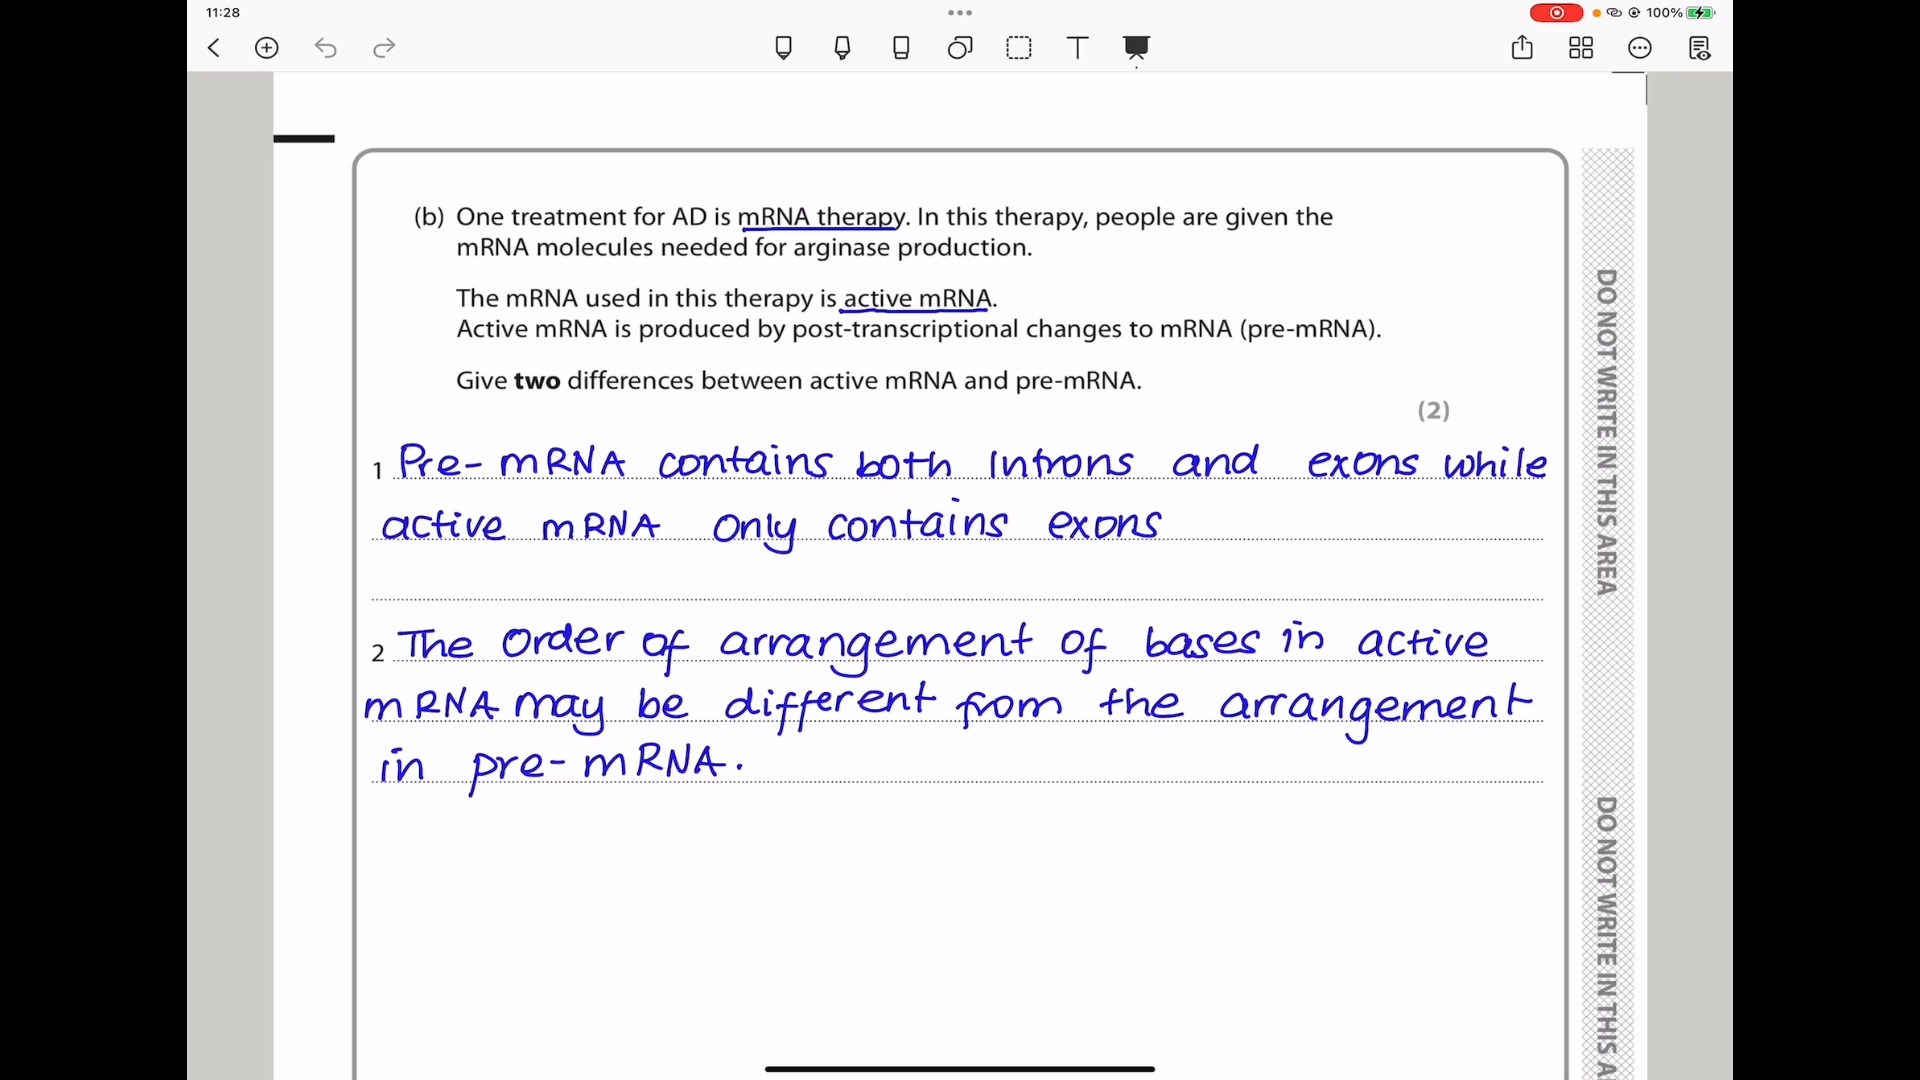 11:28
100%
(b) One treatment for AD is mRNA therapy. In this therapy, people are given the
mRNA molecules needed for arginase production.
The mRNA used in this therapy is active mRNA.
Active mRNA is produced by post-transcriptional changes to mRNA (pre-mRNA).
Give two differences between active mRNA and pre-mRNA.
(2)
1 Pre-mRNA contains both Introns and exons while
active mRNA only contains exons
2 The order of arrangement of bases in active
mRNA may be different from the arrangement
in pre-mRNA.
DO NOT WRITE IN THIS AREA
DO NOT WRITE IN THIS A